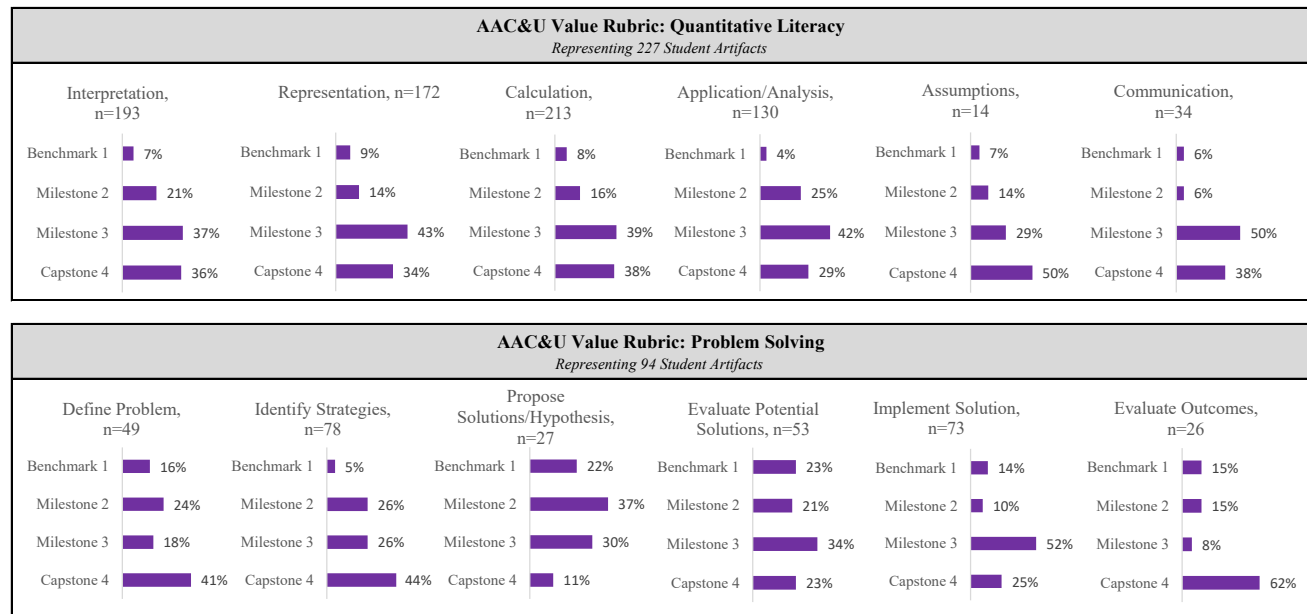 AAC&U Value Rubric: Quantitative Literacy
Representing 227 Student Artifacts
Interpretation,
n=193
Benchmark 1 7%
Milestone 2 21%
Milestone 3 37%
Capstone 4 36%
Representation, n=172
Benchmark 1 9%
Milestone 2 14%
Milestone 3 43%
Capstone 4 34%
Calculation,
n=213
Benchmark 1 8%
Milestone 2 16%
Milestone 3 39%
Capstone 4 38%
Application/Analysis,
n=130
Benchmark 1 4%
Milestone 2 25%
Milestone 3 42%
Capstone 4 29%
Assumptions,
n=14
Benchmark 1 7%
Milestone 2 14%
Milestone 3 29%
Capstone 4 50%
Communication,
n=34
Benchmark 1 6%
Milestone 2 6%
Milestone 3 50%
Capstone 4 38%
AAC&U Value Rubric: Problem Solving
Representing 94 Student Artifacts
Define Problem,
n=49
Benchmark 1 16%
Milestone 2 24%
Milestone 3 18%
Capstone 4 41%
Identify Strategies,
n=78
Benchmark 1 5%
Milestone 2 26%
Milestone 3 26%
Capstone 4 44%
Propose
Solutions/Hypothesis,
n=27
Benchmark 1 22%
Milestone 2 37%
Milestone 3 30%
Capstone 4 11%
Evaluate Potential
Solutions, n=53
Benchmark 1 23%
Milestone 2 21%
Milestone 3 34%
Capstone 4 23%
Implement Solution,
n=73
Benchmark 1 14%
Milestone 2 10%
Milestone 3 52%
Capstone 4 25%
Evaluate Outcomes,
n=26
Benchmark 1 15%
Milestone 2 15%
Milestone 3 8%
Capstone 4 62%